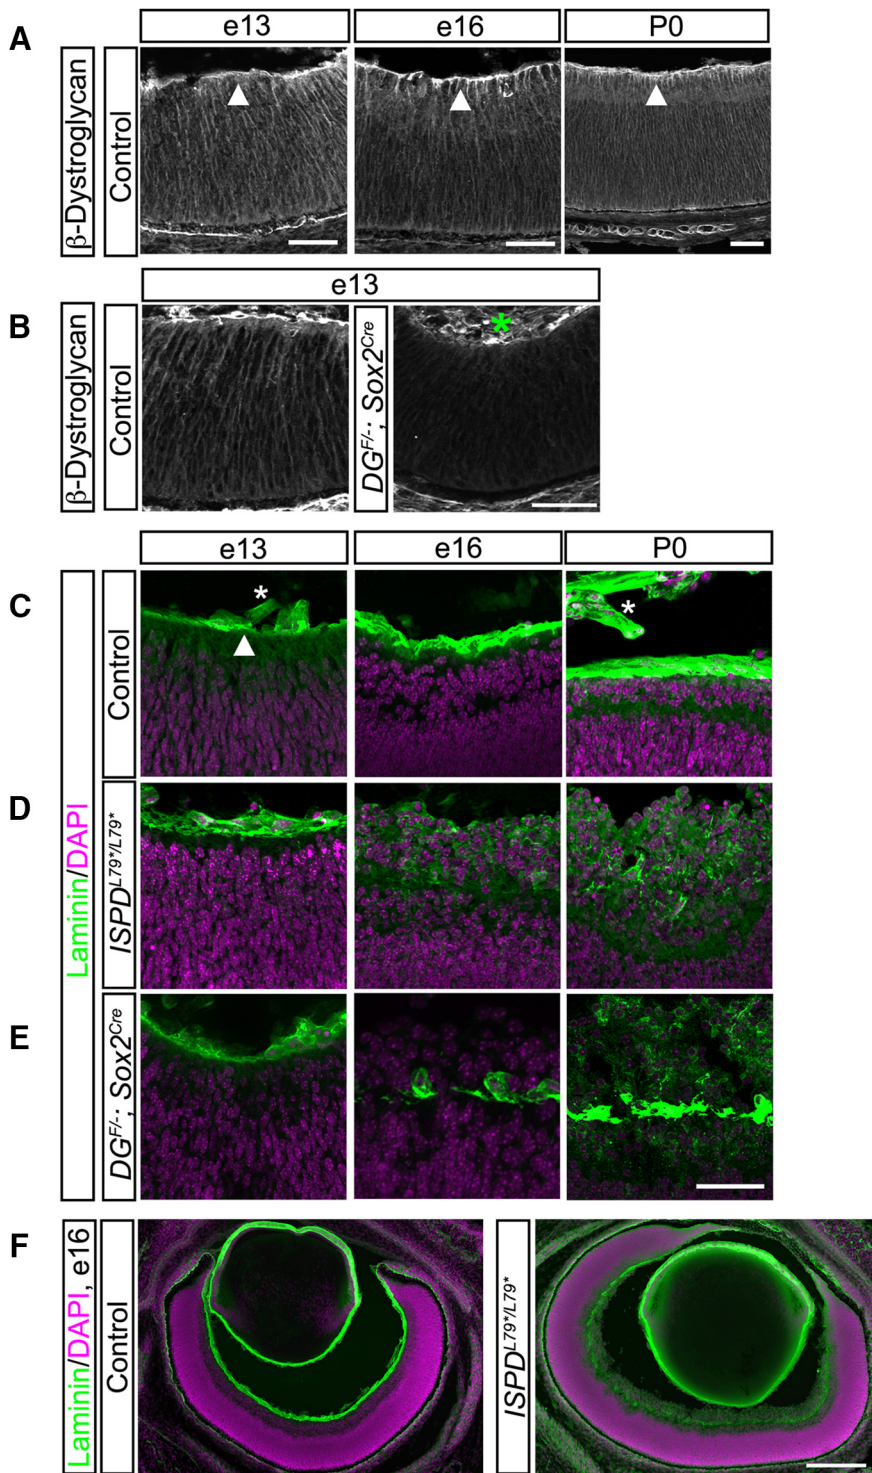 A
e13
e16
P0
β-Dystroglycan
Control
B
e13
β-Dystroglycan
Control
*
DG^F/-; Sox2^Cre
e13
e16
P0
C
Control
*
*
Laminin/DAPI
D
ISPD^L79*/L79*
E
DG^F/-; Sox2^Cre
F
Laminin/DAPI, e16
Control
ISPD^L79*/L79*